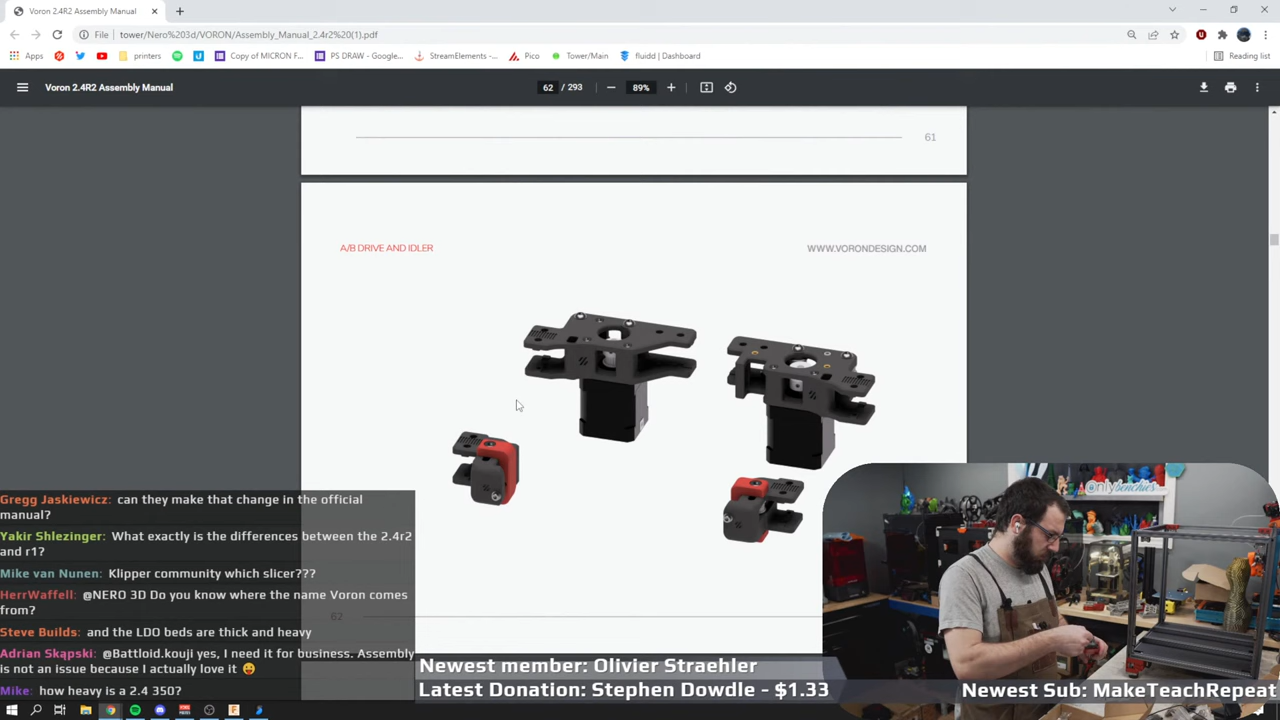 Voron 2.4R2 Assembly Manual
File
tower/Nero%203d/VORON/Assembly_Manual_2.4r2%20(1).pdf
Apps
printers
Copy of MICRON F...
PS DRAW - Google...
StreamElements -...
Pico
Tower/Main
fluidd | Dashboard
Reading list
Voron 2.4R2 Assembly Manual
62 / 293
89%
61
A/B DRIVE AND IDLER
WWW.VORONDESIGN.COM
62
@onlybenchies
Gregg Jaskiewicz: can they make that change in the official
manual?
Yakir Shlezinger: What exactly is the differences between the 2.4r2
and r1?
Mike van Nunen: Klipper community which slicer???
HerrWaffell: @NERO 3D Do you know where the name Voron comes
from?
Steve Builds: and the LDO beds are thick and heavy
Adrian Skąpski: @Battloid.kouji yes, I need it for business. Assembly
is not an issue because I actually love it 😜
Mike: how heavy is a 2.4 350?
Newest member: Olivier Straehler
Latest Donation: Stephen Dowdle - $1.33
Newest Sub: MakeTeachRepeat